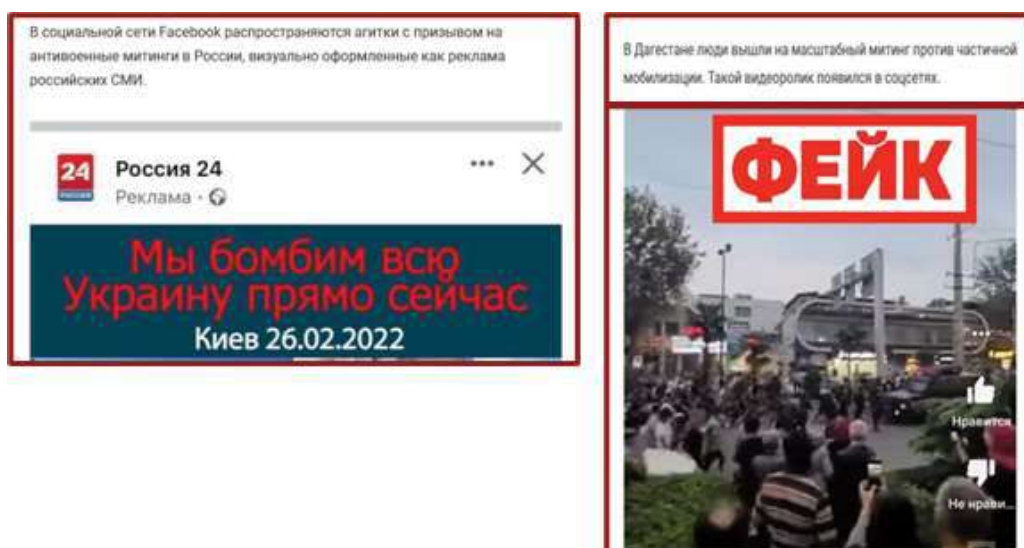 В социальной сети Facebook распространяются агитки с призывом на
антивоенные митинги в России, визуально оформленные как реклама
российских СМИ.
24
РОССИЯ
Россия 24
Реклама ·
Мы бомбим всю
Украину прямо сейчас
Киев 26.02.2022
В Дагестане люди вышли на масштабный митинг против частичной
мобилизации. Такой видеоролик появился в соцсетях.
ФЕЙК
Нравится
Не нрави...